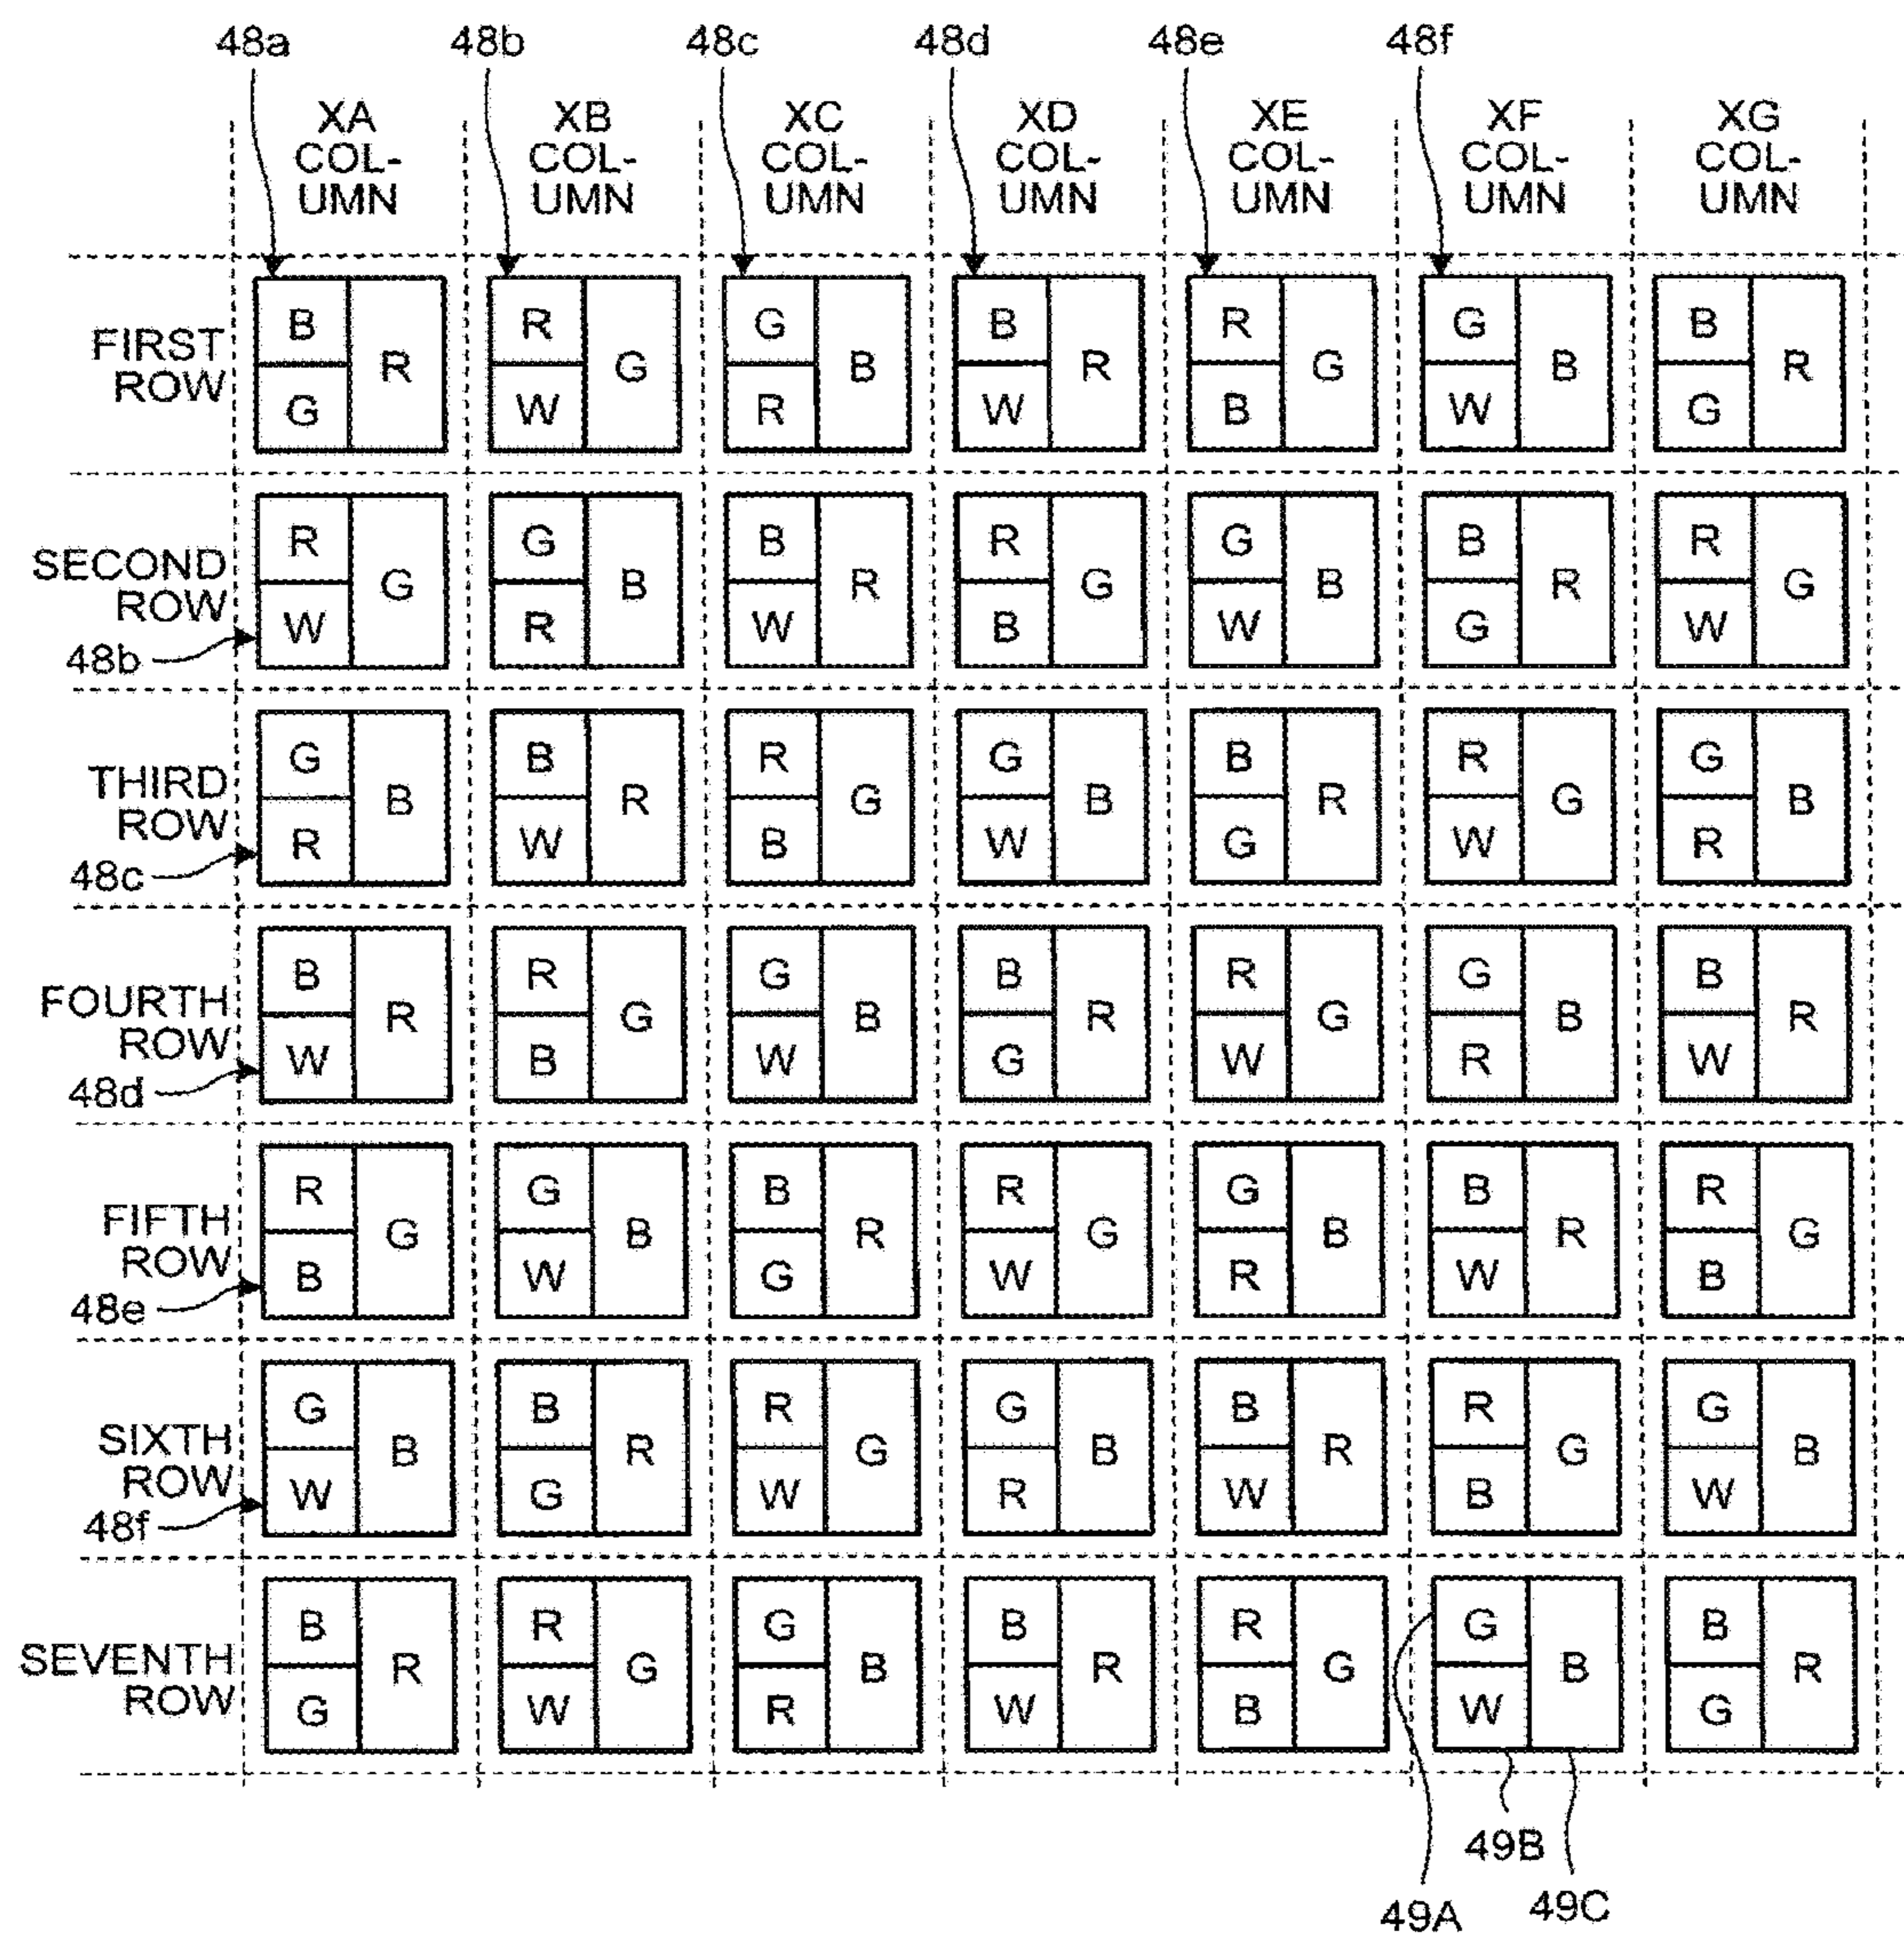 48a 48b 48c 48d 48e 48f
XA XB XC XD XE XF XG
COL- COL- COL- COL- COL- COL- COL-
UMN UMN UMN UMN UMN UMN UMN
B R G B R G B
FIRST
ROW
R G B R G B R
G W R W B W G
R G B R G B R
SECOND
ROW
G B R G B R G
W R W B W G W
48b
G B R G B R G
THIRD
ROW
B R G B R G B
R W B W G W R
48c
B R G B R G B
FOURTH
ROW
R G B R G B R
W B W G W R W
48d
R G B R G B R
FIFTH
ROW
G B R G B R G
B W G W R W B
48e
G B R G B R G
SIXTH
ROW
B R G B R G B
W G W R W B W
48f
B R G B R G B
SEVENTH
ROW
R G B R G B R
G W R W B W G
49B
49A 49C